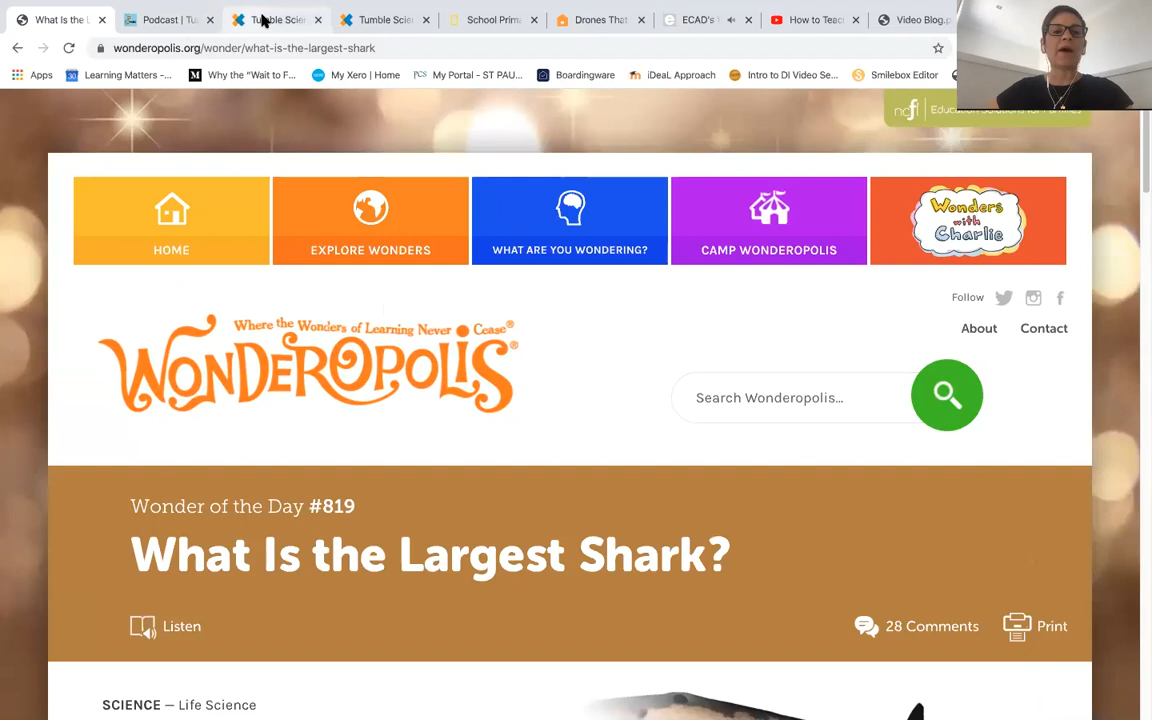 What Is the L
Podcast | Tu
Tumble Scien
Tumble Scien
School Prima
Drones That
ECAD's
How to Teac
Video Blog.p
wonderopolis.org/wonder/what-is-the-largest-shark
Apps
Learning Matters -...
Why the "Wait to F...
My Xero | Home
My Portal - ST PAU...
Boardingware
iDeaL Approach
Intro to DI Video Se...
Smilebox Editor
ncfl
HOME
EXPLORE WONDERS
WHAT ARE YOU WONDERING?
CAMP WONDEROPOLIS
Wonders
with
Charlie
Follow
About
Contact
Where the Wonders of Learning Never Cease®
WONDEROPOLIS®
Search Wonderopolis...
Wonder of the Day #819
What Is the Largest Shark?
Listen
28 Comments
Print
SCIENCE — Life Science